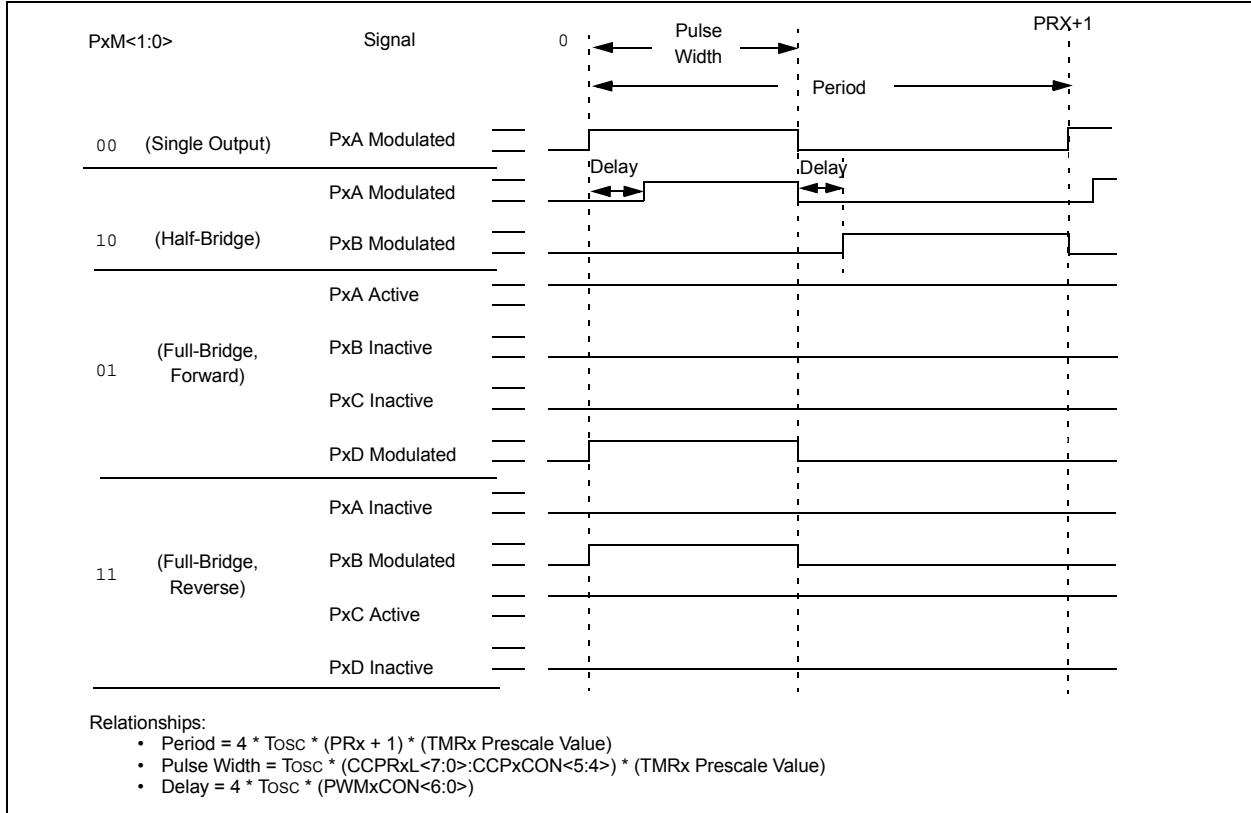 PxM<1:0>
Signal
0
Pulse
Width
PRX+1
Period
00
(Single Output)
PxA Modulated
Delay
Delay
PxA Modulated
10
(Half-Bridge)
PxB Modulated
PxA Active
01
(Full-Bridge,
Forward)
PxB Inactive
PxC Inactive
PxD Modulated
PxA Inactive
11
(Full-Bridge,
Reverse)
PxB Modulated
PxC Active
PxD Inactive
Relationships:
• Period = 4 * TOSC * (PRx + 1) * (TMRx Prescale Value)
• Pulse Width = TOSC * (CCPRxL<7:0>:CCPxCON<5:4>) * (TMRx Prescale Value)
• Delay = 4 * TOSC * (PWMxCON<6:0>)